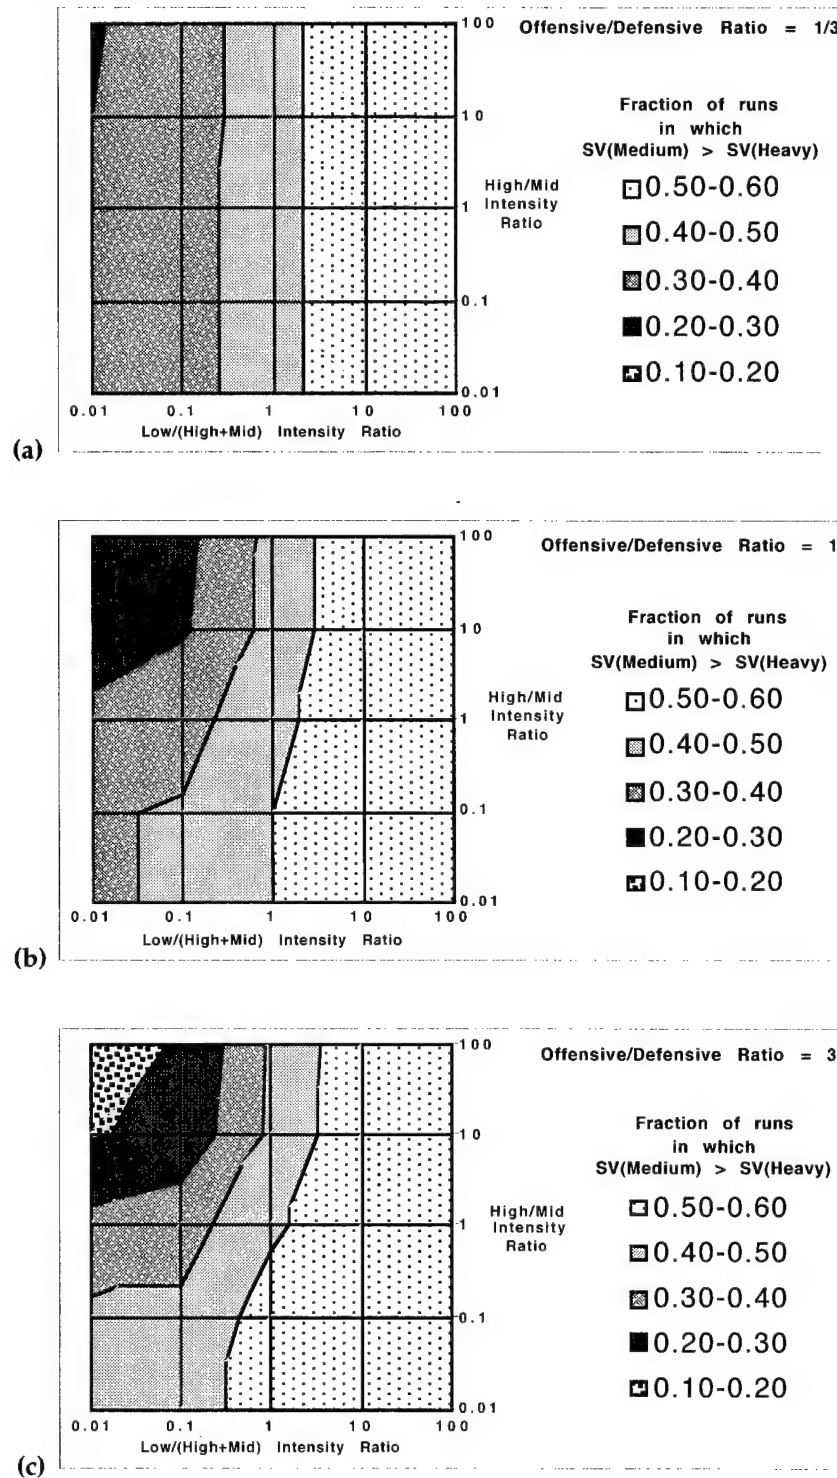 Offensive/Defensive Ratio = 1/3
100
10
1
0.1
0.01
High/Mid
Intensity
Ratio
Fraction of runs
in which
SV(Medium) > SV(Heavy)
0.50-0.60
0.40-0.50
0.30-0.40
0.20-0.30
0.10-0.20
0.01 0.1 1 10 100
Low/(High+Mid) Intensity Ratio
(a)
Offensive/Defensive Ratio = 1
100
10
1
0.1
0.01
High/Mid
Intensity
Ratio
Fraction of runs
in which
SV(Medium) > SV(Heavy)
0.50-0.60
0.40-0.50
0.30-0.40
0.20-0.30
0.10-0.20
0.01 0.1 1 10 100
Low/(High+Mid) Intensity Ratio
(b)
Offensive/Defensive Ratio = 3
100
10
1
0.1
0.01
High/Mid
Intensity
Ratio
Fraction of runs
in which
SV(Medium) > SV(Heavy)
0.50-0.60
0.40-0.50
0.30-0.40
0.20-0.30
0.10-0.20
0.01 0.1 1 10 100
Low/(High+Mid) Intensity Ratio
(c)